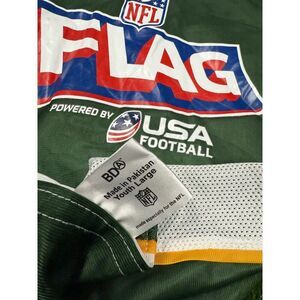 NFL
FLAG
POWERED BY
USA
FOOTBALL
BDA
Made in Pakistan
Youth Large
NFL
made especially for the NFL